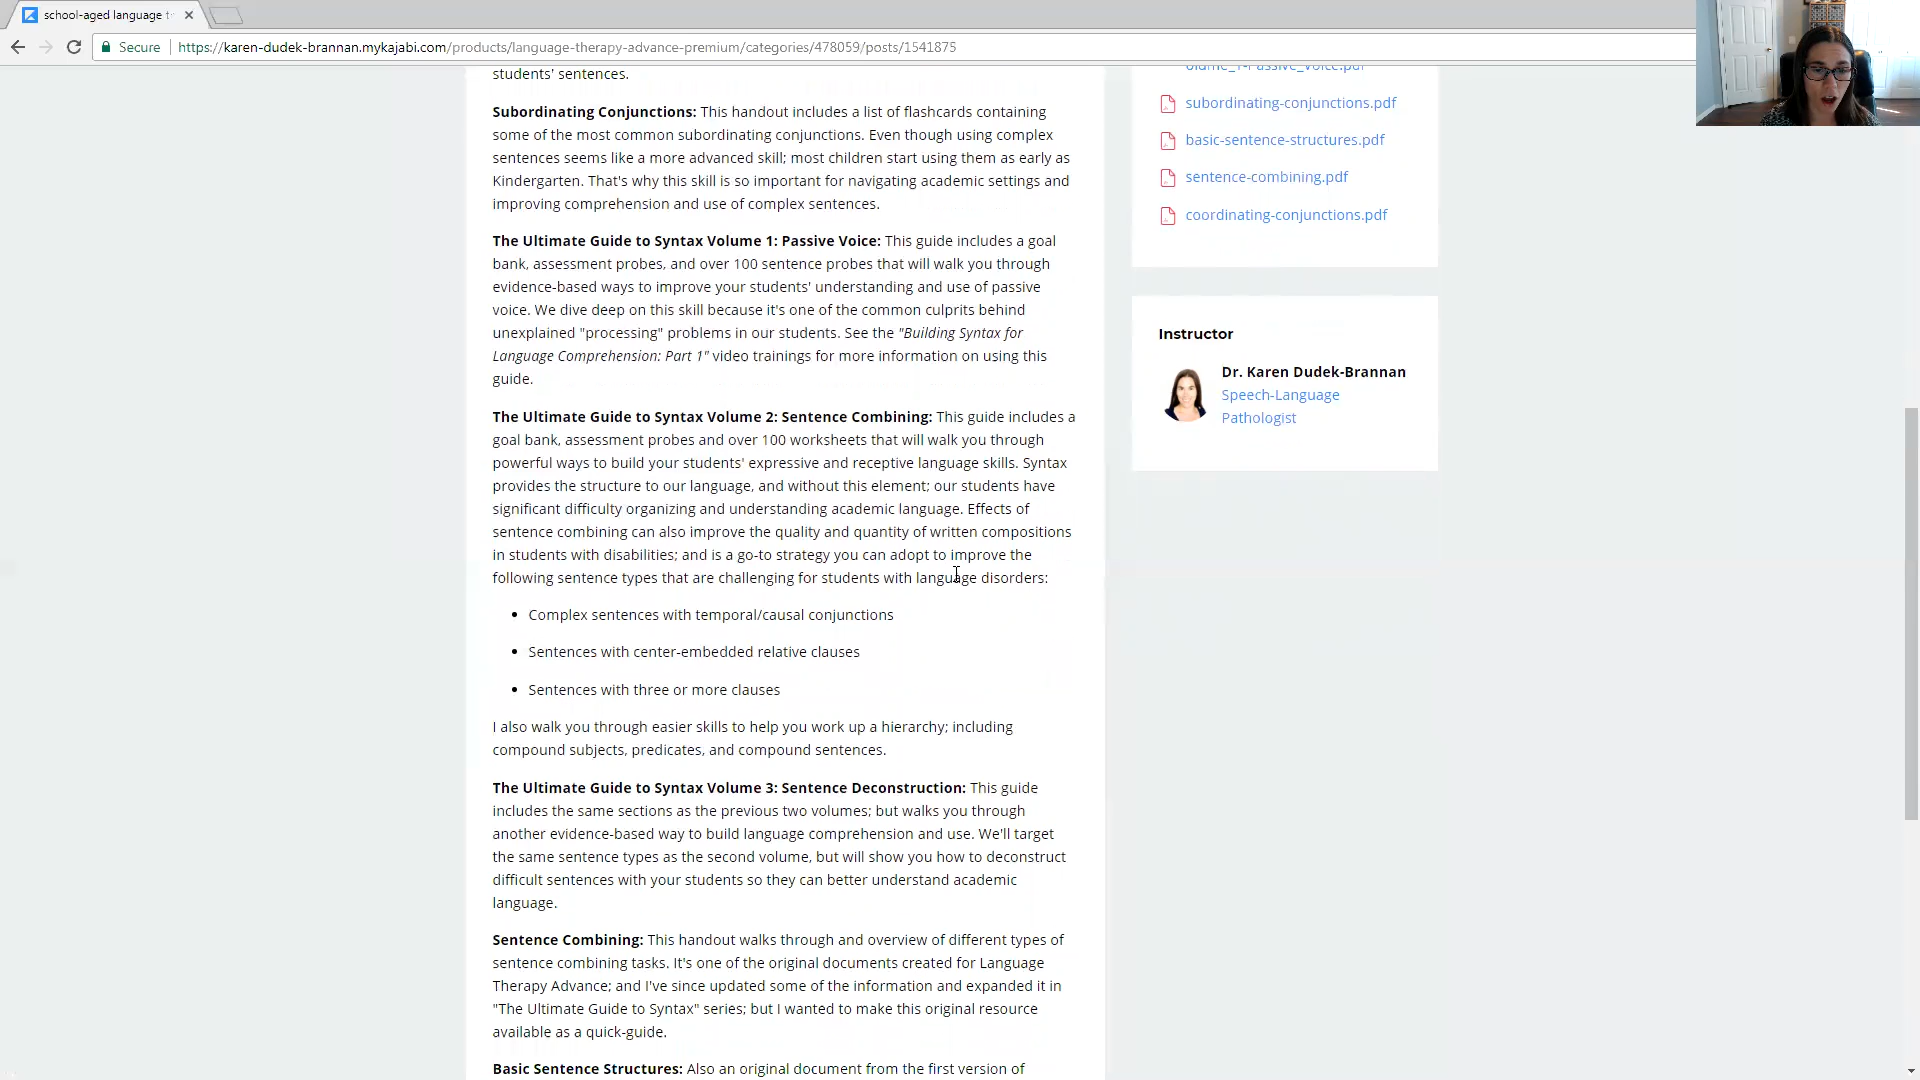 school-aged language t
Secure
https://karen-dudek-brannan.mykajabi.com/products/language-therapy-advance-premium/categories/478059/posts/1541875
students' sentences.
Subordinating Conjunctions: This handout includes a list of flashcards containing
some of the most common subordinating conjunctions. Even though using complex
sentences seems like a more advanced skill; most children start using them as early as
Kindergarten. That's why this skill is so important for navigating academic settings and
improving comprehension and use of complex sentences.
The Ultimate Guide to Syntax Volume 1: Passive Voice: This guide includes a goal
bank, assessment probes, and over 100 sentence probes that will walk you through
evidence-based ways to improve your students' understanding and use of passive
voice. We dive deep on this skill because it's one of the common culprits behind
unexplained "processing" problems in our students. See the "Building Syntax for
Language Comprehension: Part 1" video trainings for more information on using this
guide.
The Ultimate Guide to Syntax Volume 2: Sentence Combining: This guide includes a
goal bank, assessment probes and over 100 worksheets that will walk you through
powerful ways to build your students' expressive and receptive language skills. Syntax
provides the structure to our language, and without this element; our students have
significant difficulty organizing and understanding academic language. Effects of
sentence combining can also improve the quality and quantity of written compositions
in students with disabilities; and is a go-to strategy you can adopt to improve the
following sentence types that are challenging for students with language disorders:
• Complex sentences with temporal/causal conjunctions
• Sentences with center-embedded relative clauses
• Sentences with three or more clauses
I also walk you through easier skills to help you work up a hierarchy; including
compound subjects, predicates, and compound sentences.
The Ultimate Guide to Syntax Volume 3: Sentence Deconstruction: This guide
includes the same sections as the previous two volumes; but walks you through
another evidence-based way to build language comprehension and use. We'll target
the same sentence types as the second volume, but will show you how to deconstruct
difficult sentences with your students so they can better understand academic
language.
Sentence Combining: This handout walks through and overview of different types of
sentence combining tasks. It's one of the original documents created for Language
Therapy Advance; and I've since updated some of the information and expanded it in
"The Ultimate Guide to Syntax" series; but I wanted to make this original resource
available as a quick-guide.
Basic Sentence Structures: Also an original document from the first version of
olume_1-Passive_Voice.pdf
subordinating-conjunctions.pdf
basic-sentence-structures.pdf
sentence-combining.pdf
coordinating-conjunctions.pdf
Instructor
Dr. Karen Dudek-Brannan
Speech-Language
Pathologist